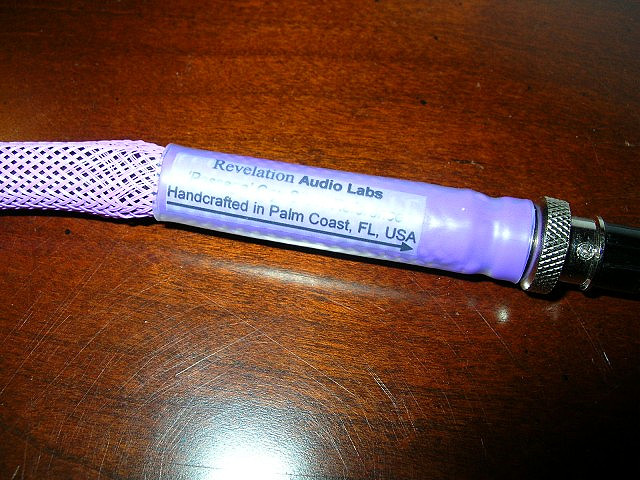 Revelation Audio Labs
Handcrafted in Palm Coast, FL, USA